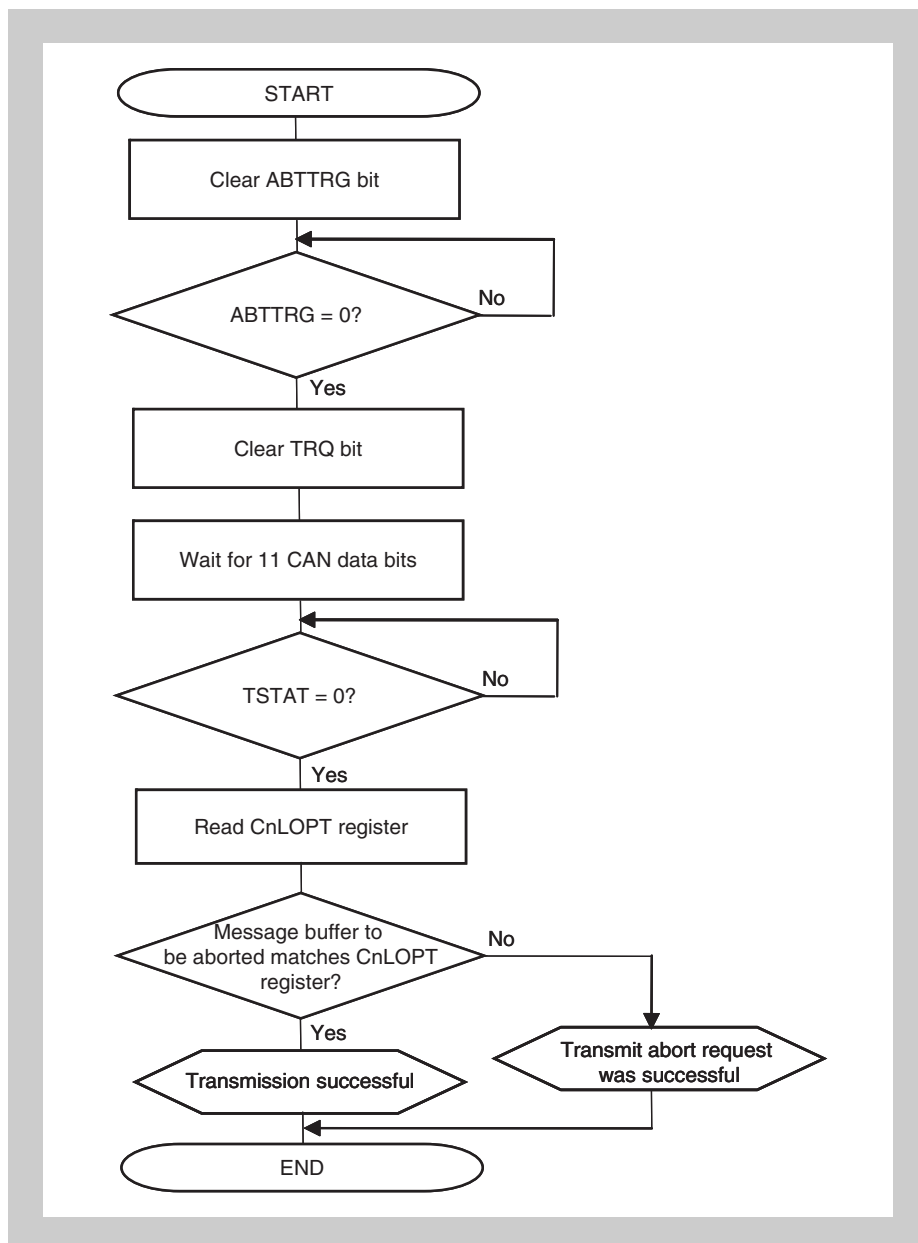 START
Clear ABTTRG bit
ABTTRG = 0?
No
Yes
Clear TRQ bit
Wait for 11 CAN data bits
TSTAT = 0?
No
Yes
Read CnLOPT register
Message buffer to
be aborted matches CnLOPT
register?
No
Yes
Transmission successful
Transmit abort request
was successful
END